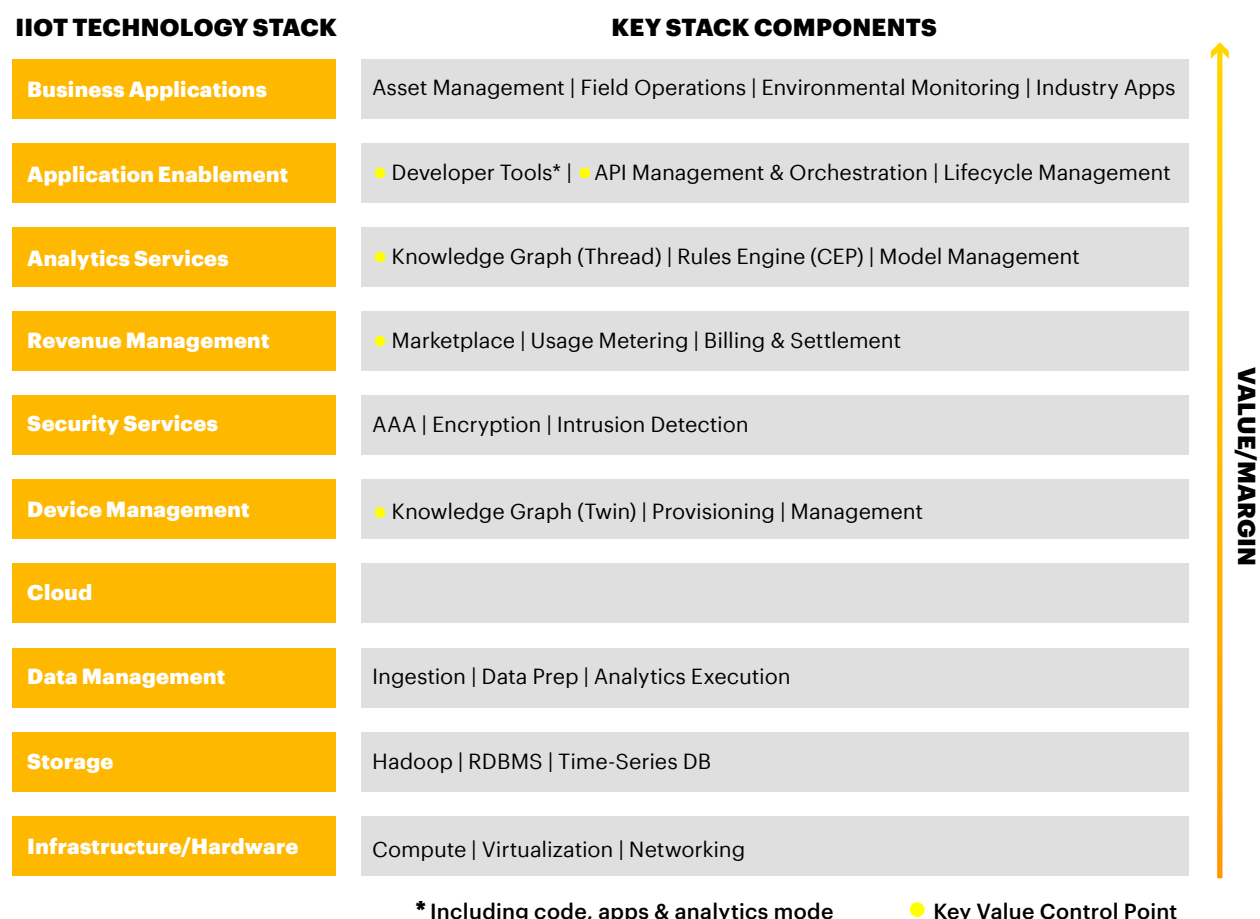 IIOT TECHNOLOGY STACK
KEY STACK COMPONENTS
Business Applications
Asset Management | Field Operations | Environmental Monitoring | Industry Apps
Application Enablement
Developer Tools* | API Management & Orchestration | Lifecycle Management
Analytics Services
Knowledge Graph (Thread) | Rules Engine (CEP) | Model Management
Revenue Management
Marketplace | Usage Metering | Billing & Settlement
Security Services
AAA | Encryption | Intrusion Detection
Device Management
Knowledge Graph (Twin) | Provisioning | Management
Cloud
Data Management
Ingestion | Data Prep | Analytics Execution
Storage
Hadoop | RDBMS | Time-Series DB
Infrastructure/Hardware
Compute | Virtualization | Networking
VALUE/MARGIN
* Including code, apps & analytics mode
Key Value Control Point